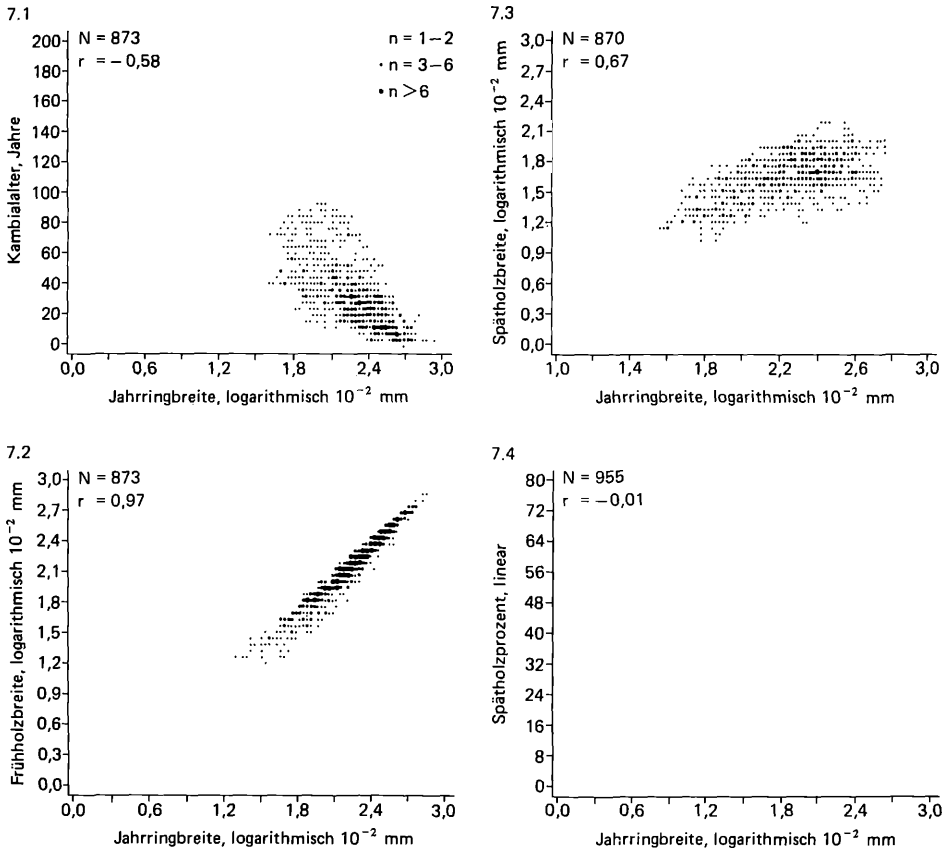 7.1
N = 873
r = −0,58
n = 1−2
n = 3−6
n > 6
200
180
160
140
120
100
80
60
40
20
0
Kambialalter, Jahre
0,0 0,6 1,2 1,8 2,4 3,0
Jahrringbreite, logarithmisch 10⁻² mm
7.3
N = 870
r = 0,67
3,0
2,7
2,4
2,1
1,8
1,5
1,2
0,9
0,6
0,3
0,0
Spätholzbreite, logarithmisch 10⁻² mm
1,0 1,4 1,8 2,2 2,6 3,0
Jahrringbreite, logarithmisch 10⁻² mm
7.2
N = 873
r = 0,97
3,0
2,7
2,4
2,1
1,8
1,5
1,2
0,9
0,6
0,3
0,0
Frühholzbreite, logarithmisch 10⁻² mm
0,0 0,6 1,2 1,8 2,4 3,0
Jahrringbreite, logarithmisch 10⁻² mm
7.4
N = 955
r = −0,01
80
72
64
56
48
40
32
24
16
8
0
Spätholzprozent, linear
0,0 0,6 1,2 1,8 2,4 3,0
Jahrringbreite, logarithmisch 10⁻² mm